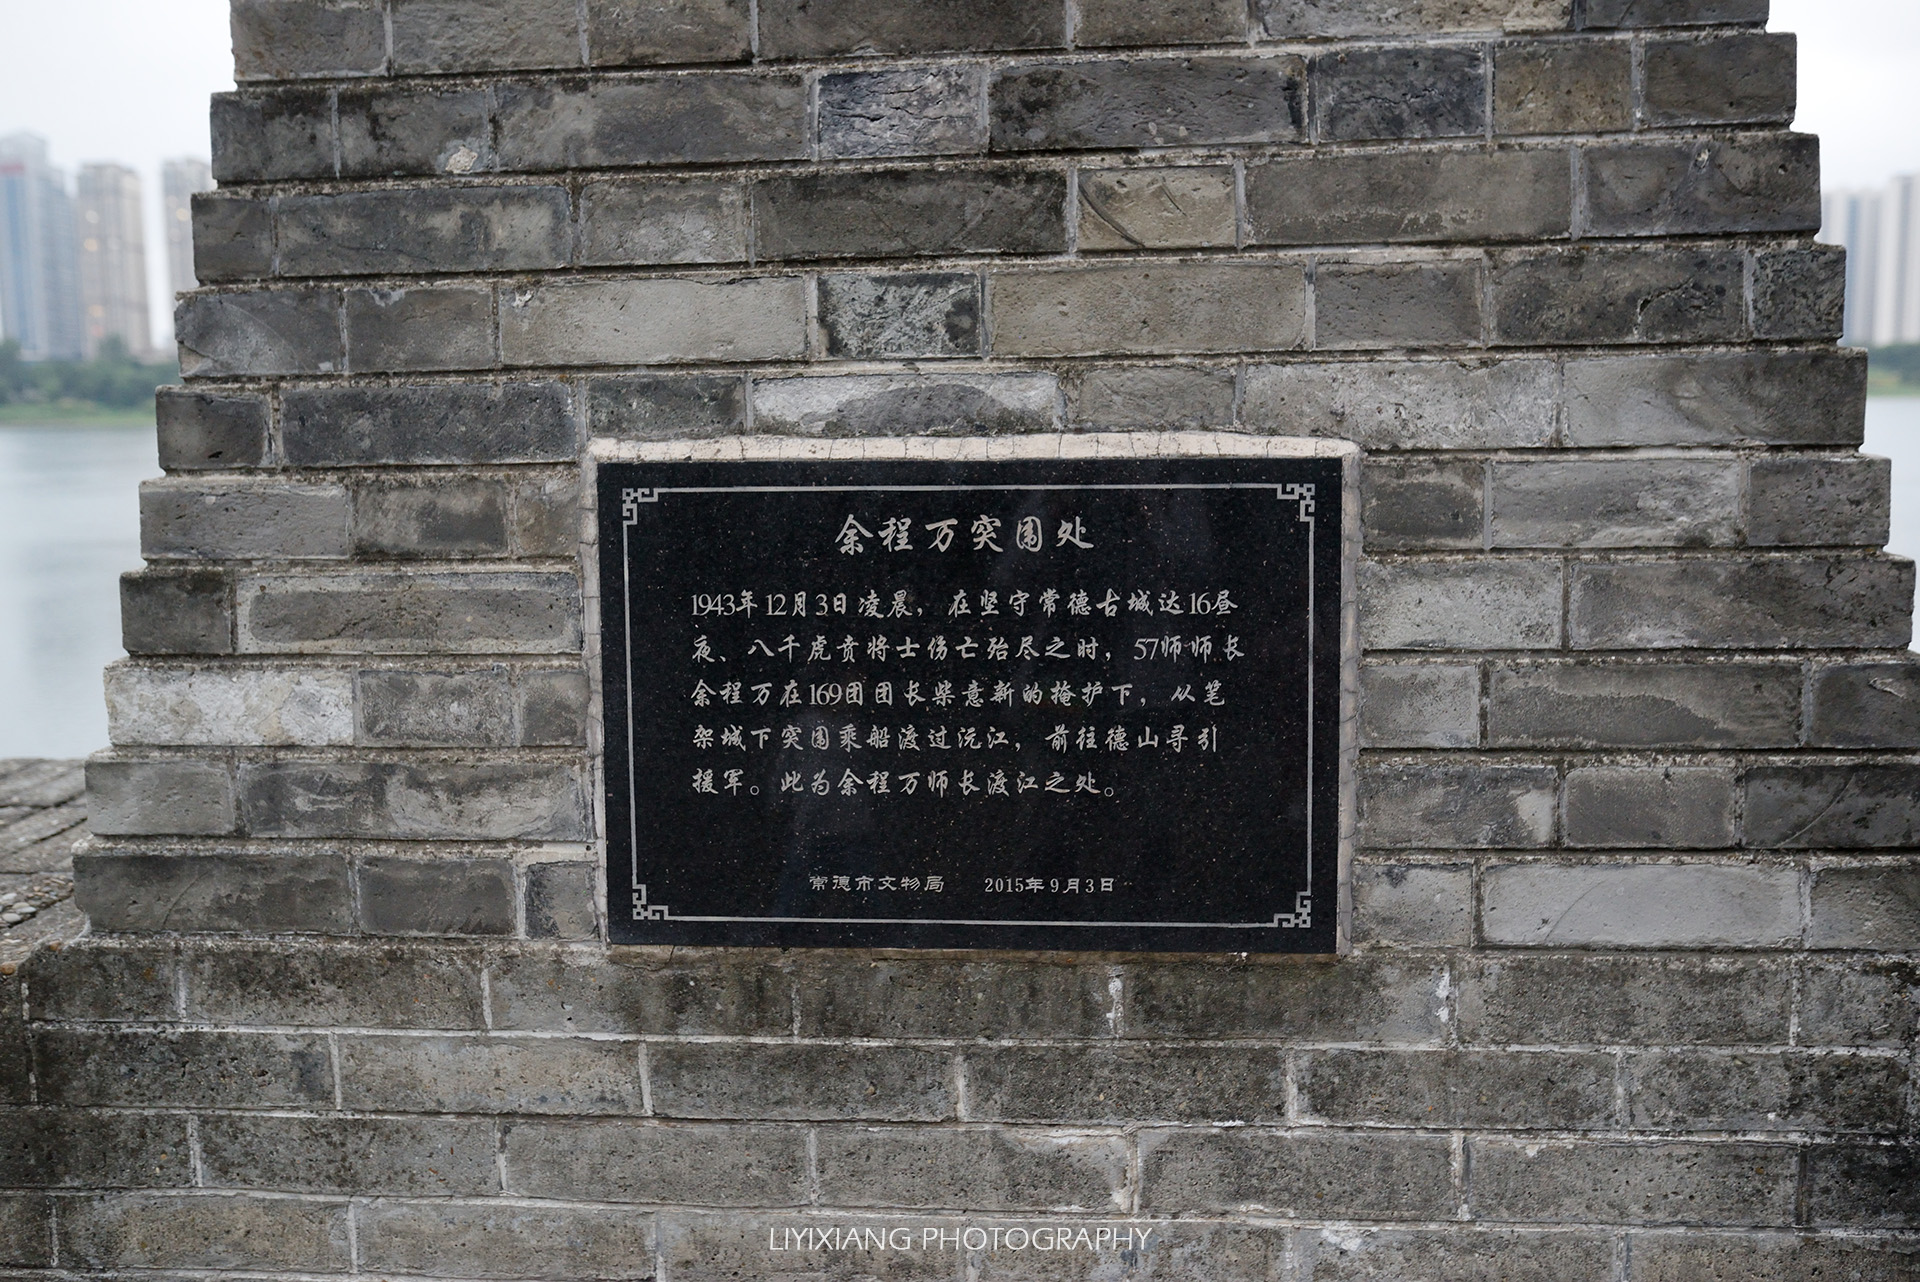 余程万突围处
1943年12月3日凌晨，在坚守常德古城达16昼
夜、八千虎贲将士伤亡殆尽之时，57师师长
余程万在169团团长柴意新的掩护下，从笔
架城下突围乘船渡过沅江，前往德山寻引
援军。此为余程万师长渡江之处。
常德市文物局 2015年9月3日
LIYIXIANG PHOTOGRAPHY